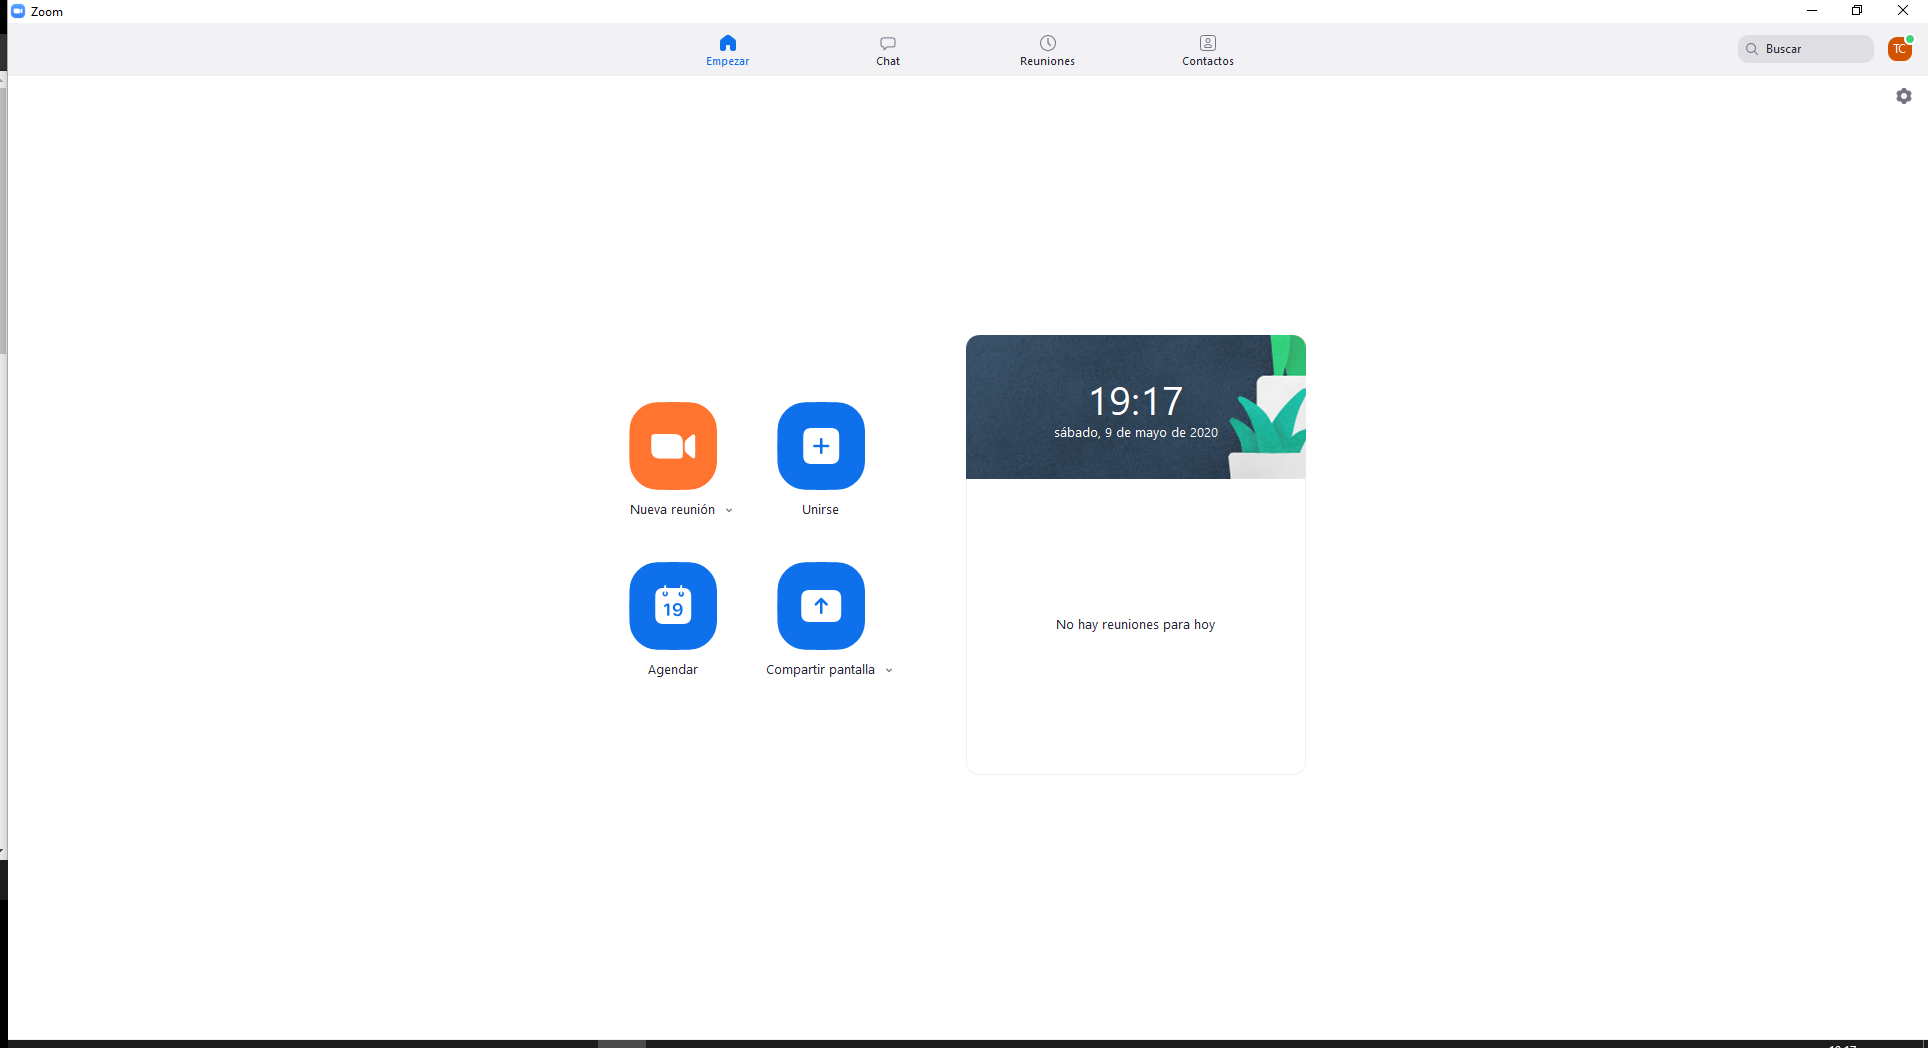 Zoom
Empezar
Chat
Reuniones
Contactos
Buscar
TC
19:17
sábado, 9 de mayo de 2020
Nueva reunión
Unirse
19
Agendar
Compartir pantalla
No hay reuniones para hoy